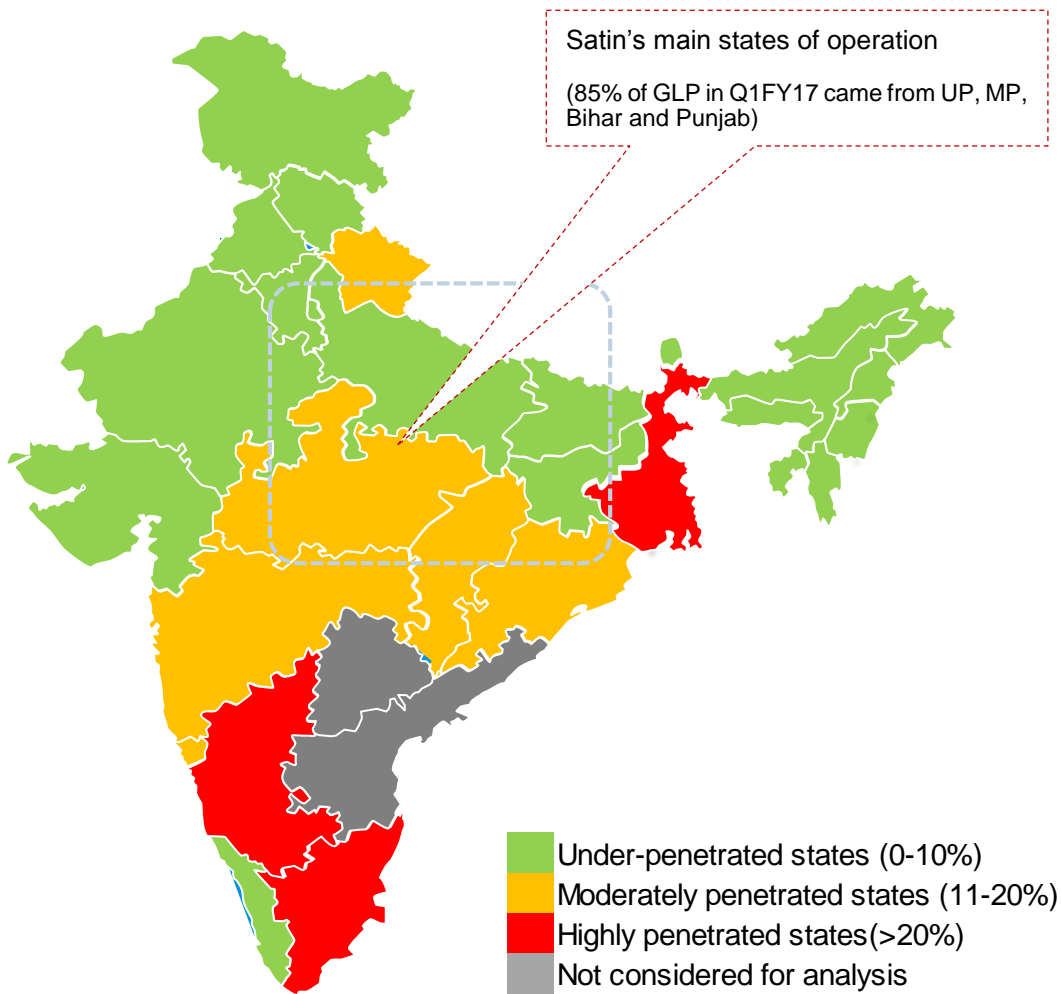 Satin’s main states of operation
(85% of GLP in Q1FY17 came from UP, MP,
Bihar and Punjab)
Under-penetrated states (0-10%)
Moderately penetrated states (11-20%)
Highly penetrated states(>20%)
Not considered for analysis